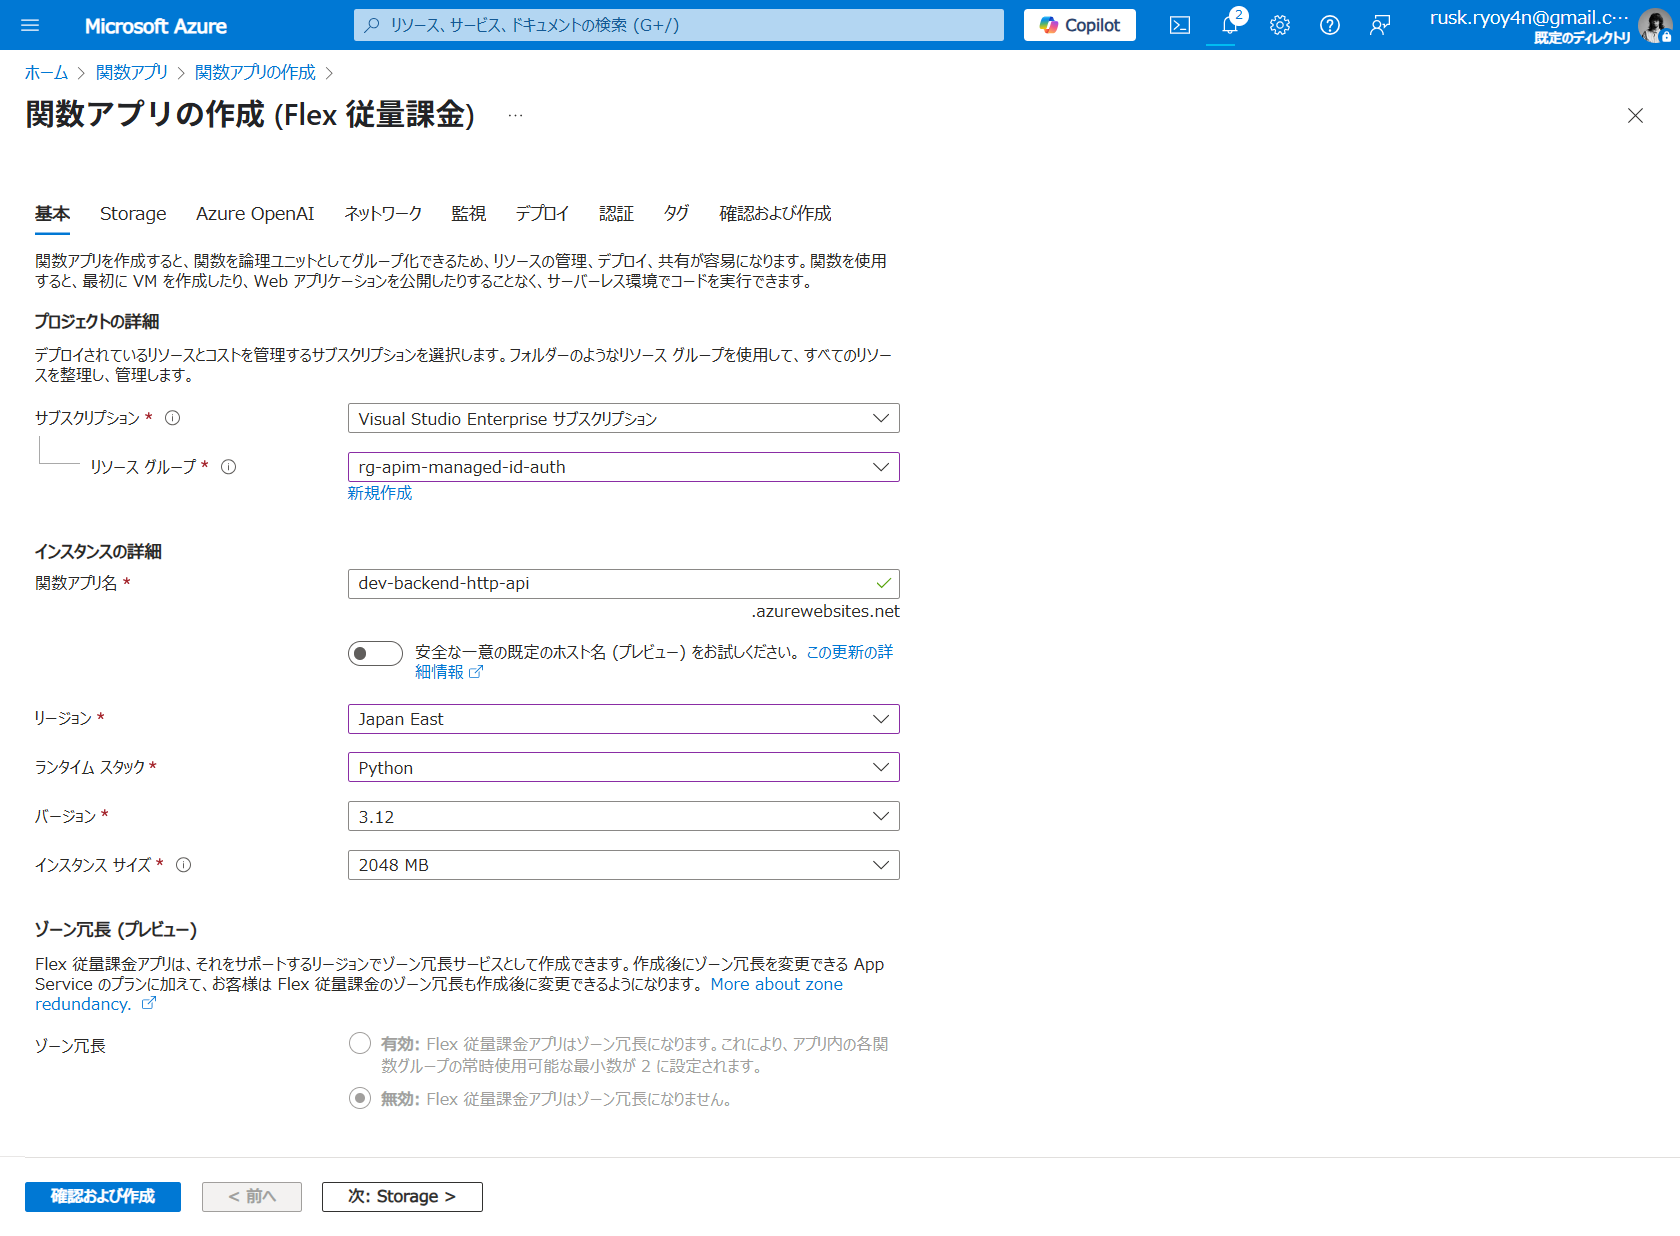 Microsoft Azure
リソース、サービス、ドキュメントの検索 (G+/)
Copilot
2
rusk.ryoy4n@gmail.c…
既定のディレクトリ
ホーム > 関数アプリ > 関数アプリの作成 >
関数アプリの作成 (Flex 従量課金) …
基本 Storage Azure OpenAI ネットワーク 監視 デプロイ 認証 タグ 確認および作成
関数アプリを作成すると、関数を論理ユニットとしてグループ化できるため、リソースの管理、デプロイ、共有が容易になります。関数を使用
すると、最初に VM を作成したり、Web アプリケーションを公開したりすることなく、サーバーレス環境でコードを実行できます。
プロジェクトの詳細
デプロイされているリソースとコストを管理するサブスクリプションを選択します。フォルダーのようなリソース グループを使用して、すべてのリソー
スを整理し、管理します。
サブスクリプション *
Visual Studio Enterprise サブスクリプション
リソース グループ *
rg-apim-managed-id-auth
新規作成
インスタンスの詳細
関数アプリ名 *
dev-backend-http-api
.azurewebsites.net
安全な一意の既定のホスト名 (プレビュー) をお試しください。この更新の詳
細情報
リージョン *
Japan East
ランタイム スタック *
Python
バージョン *
3.12
インスタンス サイズ *
2048 MB
ゾーン冗長 (プレビュー)
Flex 従量課金アプリは、それをサポートするリージョンでゾーン冗長サービスとして作成できます。作成後にゾーン冗長を変更できる App
Service のプランに加えて、お客様は Flex 従量課金のゾーン冗長も作成後に変更できるようになります。 More about zone
redundancy.
ゾーン冗長
有効: Flex 従量課金アプリはゾーン冗長になります。これにより、アプリ内の各関
数グループの常時使用可能な最小数が 2 に設定されます。
無効: Flex 従量課金アプリはゾーン冗長になりません。
確認および作成
< 前へ
次: Storage >